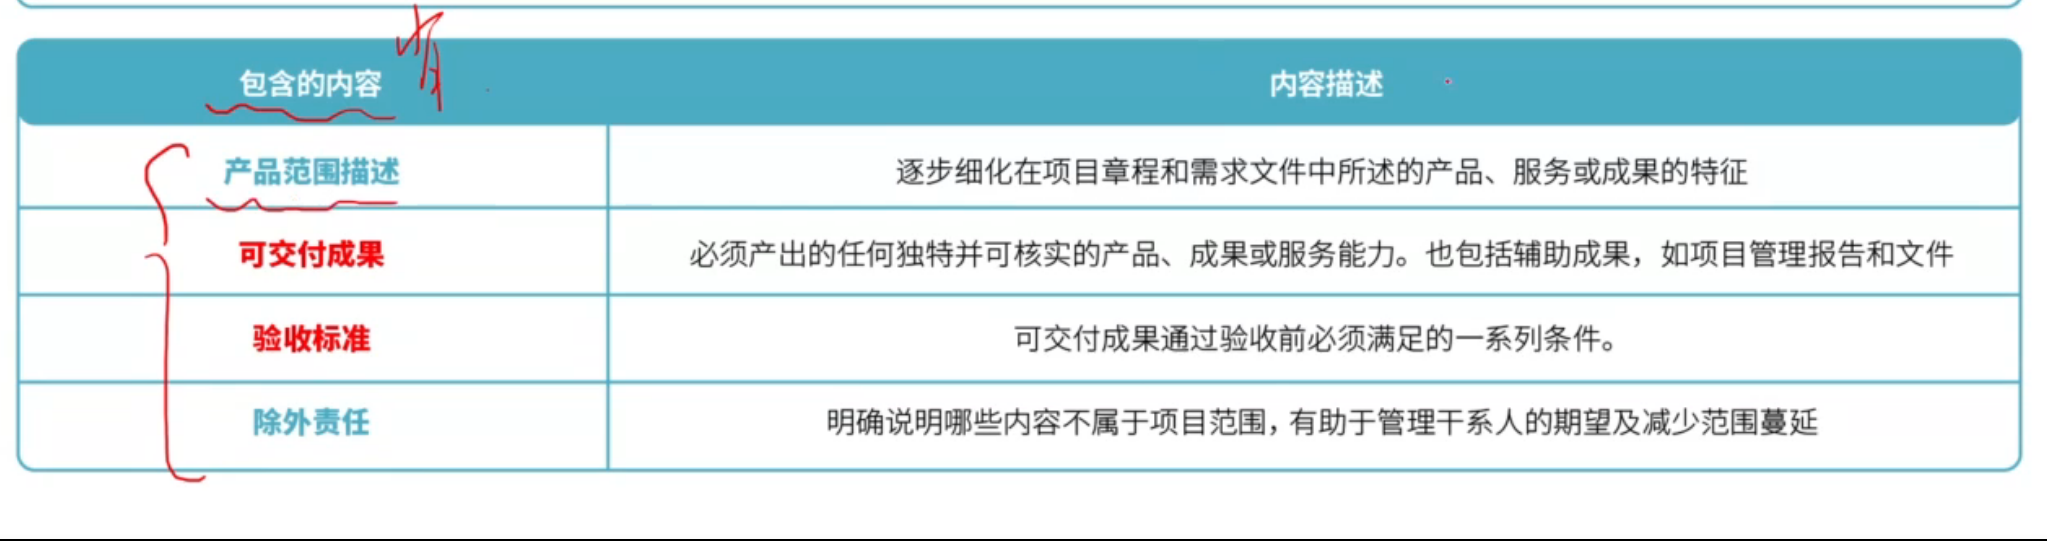 包含的内容
内容描述
产品范围描述
逐步细化在项目章程和需求文件中所述的产品、服务或成果的特征
可交付成果
必须产出的任何独特并可核实的产品、成果或服务能力。也包括辅助成果，如项目管理报告和文件
验收标准
可交付成果通过验收前必须满足的一系列条件。
除外责任
明确说明哪些内容不属于项目范围，有助于管理干系人的期望及减少范围蔓延